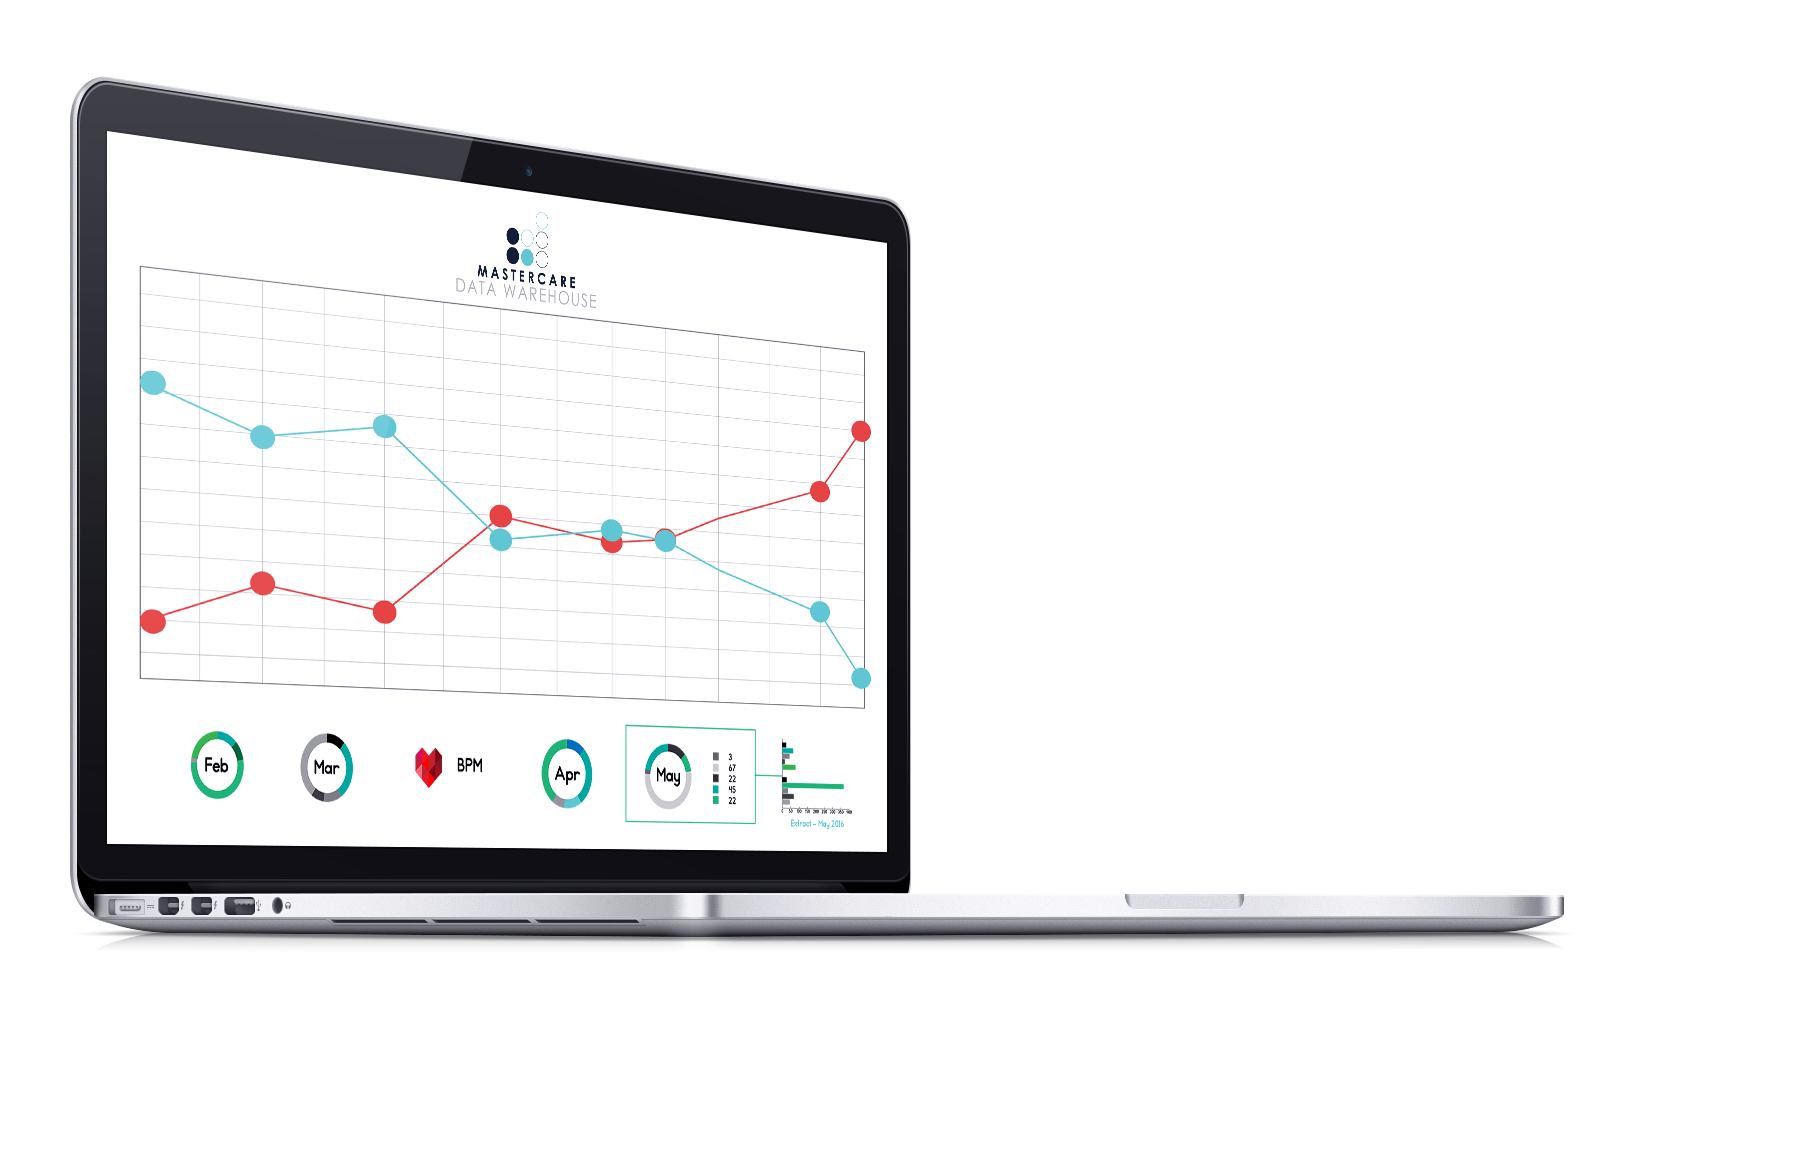 MASTERCARE
DATA WAREHOUSE
Feb
Mar
BPM
Apr
May
3
67
22
45
22
Extract - May 2016